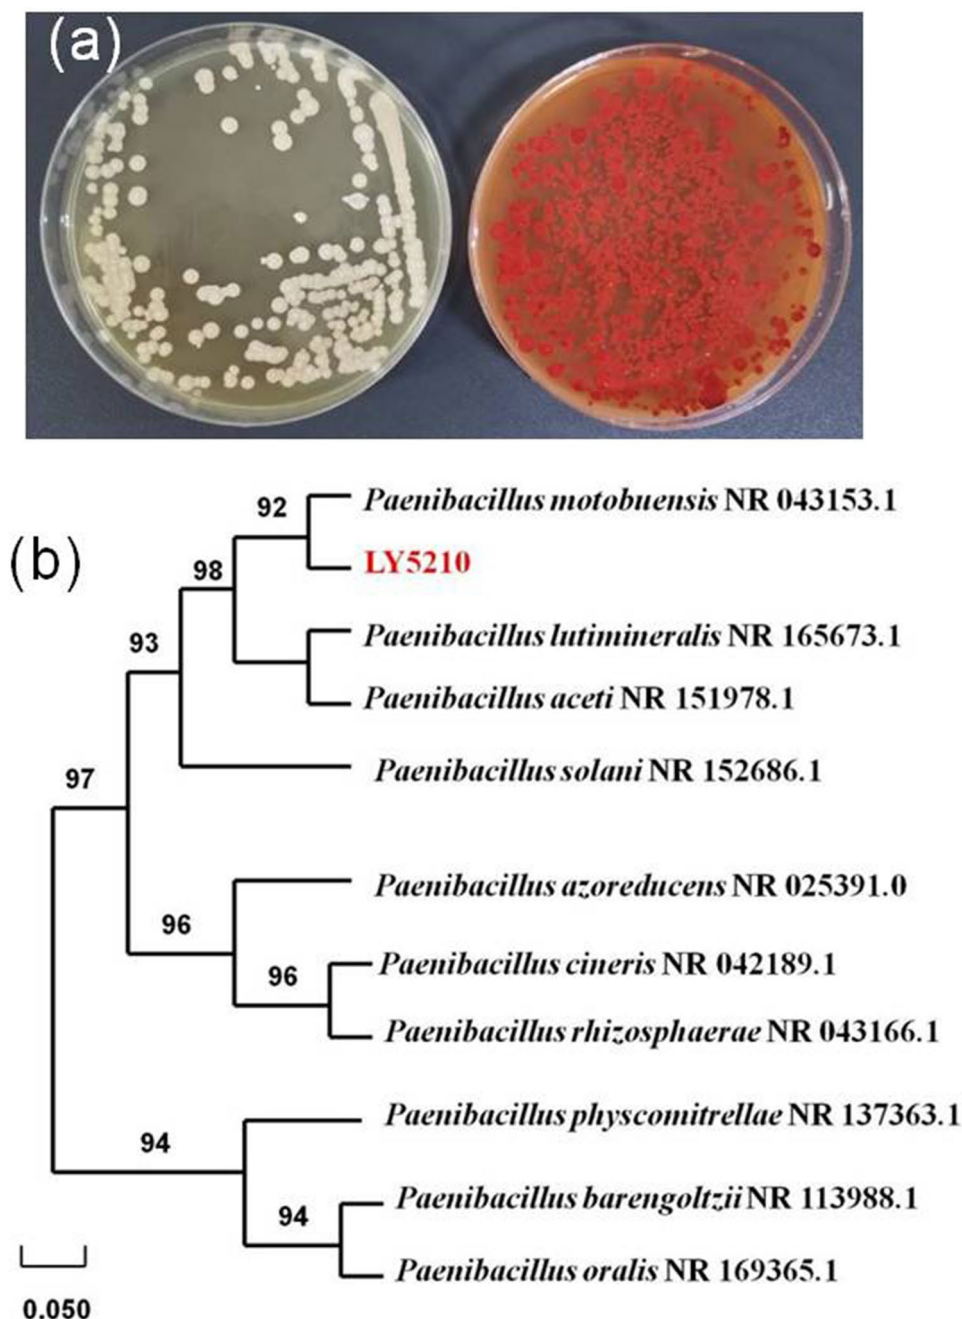 (a)
92
Paenibacillus motobuensis NR 043153.1
(b)
LY5210
98
Paenibacillus lutimineralis NR 165673.1
93
Paenibacillus aceti NR 151978.1
Paenibacillus solani NR 152686.1
97
Paenibacillus azoreducens NR 025391.0
96
Paenibacillus cineris NR 042189.1
96
Paenibacillus rhizosphaerae NR 043166.1
Paenibacillus physcomitrellae NR 137363.1
94
Paenibacillus barengoltzii NR 113988.1
94
Paenibacillus oralis NR 169365.1
0.050